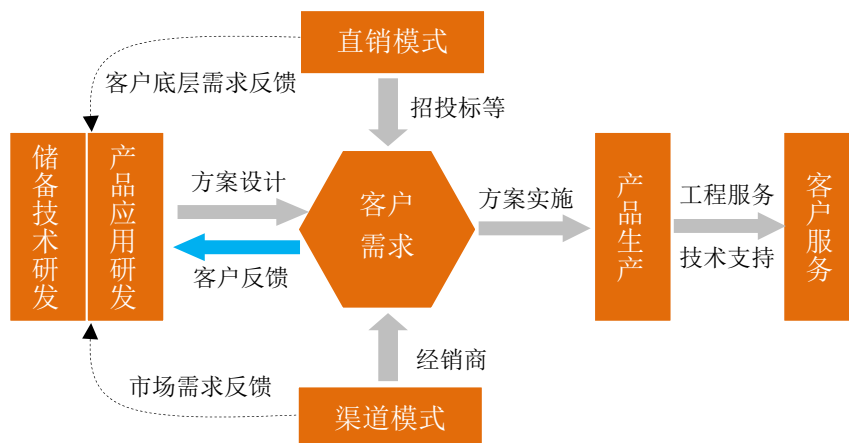 直销模式
客户底层需求反馈
招投标等
储备技术研发
产品应用研发
方案设计
客户反馈
客户
需求
方案实施
产品生产
工程服务
技术支持
客户服务
经销商
市场需求反馈
渠道模式